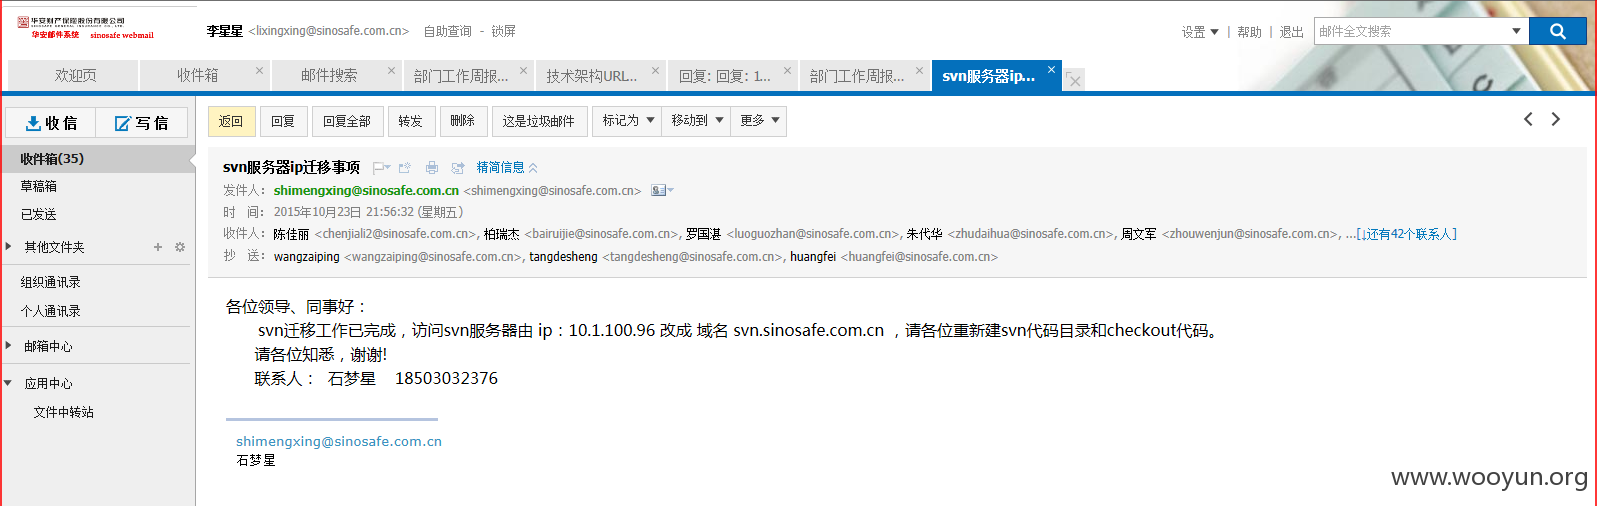 华安财产保险股份有限公司
SINOSAFE GENERAL INSURANCE CO., LTD.
华安邮件系统 sinosafe webmail
李星星 <lixingxing@sinosafe.com.cn> 自助查询 - 锁屏
设置 | 帮助 | 退出 邮件全文搜索
欢迎页 收件箱 邮件搜索 部门工作周报... 技术架构URL... 回复: 回复: 1... 部门工作周报... svn服务器ip...
收信 写信
返回 回复 回复全部 转发 删除 这是垃圾邮件 标记为 移动到 更多
收件箱(35)
草稿箱
已发送
其他文件夹
组织通讯录
个人通讯录
邮箱中心
应用中心
文件中转站
svn服务器ip迁移事项 精简信息
发件人: shimengxing@sinosafe.com.cn <shimengxing@sinosafe.com.cn>
时 间: 2015年10月23日 21:56:32 (星期五)
收件人: 陈佳丽 <chenjiali2@sinosafe.com.cn>, 柏瑞杰 <bairuijie@sinosafe.com.cn>, 罗国湛 <luoguozhan@sinosafe.com.cn>, 朱代华 <zhudaihua@sinosafe.com.cn>, 周文军 <zhouwenjun@sinosafe.com.cn>, ...[↓还有42个联系人]
抄 送: wangzaiping <wangzaiping@sinosafe.com.cn>, tangdesheng <tangdesheng@sinosafe.com.cn>, huangfei <huangfei@sinosafe.com.cn>
各位领导、同事好：
svn迁移工作已完成，访问svn服务器由 ip：10.1.100.96 改成 域名 svn.sinosafe.com.cn ，请各位重新建svn代码目录和checkout代码。
请各位知悉，谢谢!
联系人： 石梦星 18503032376
shimengxing@sinosafe.com.cn
石梦星
www.wooyun.org